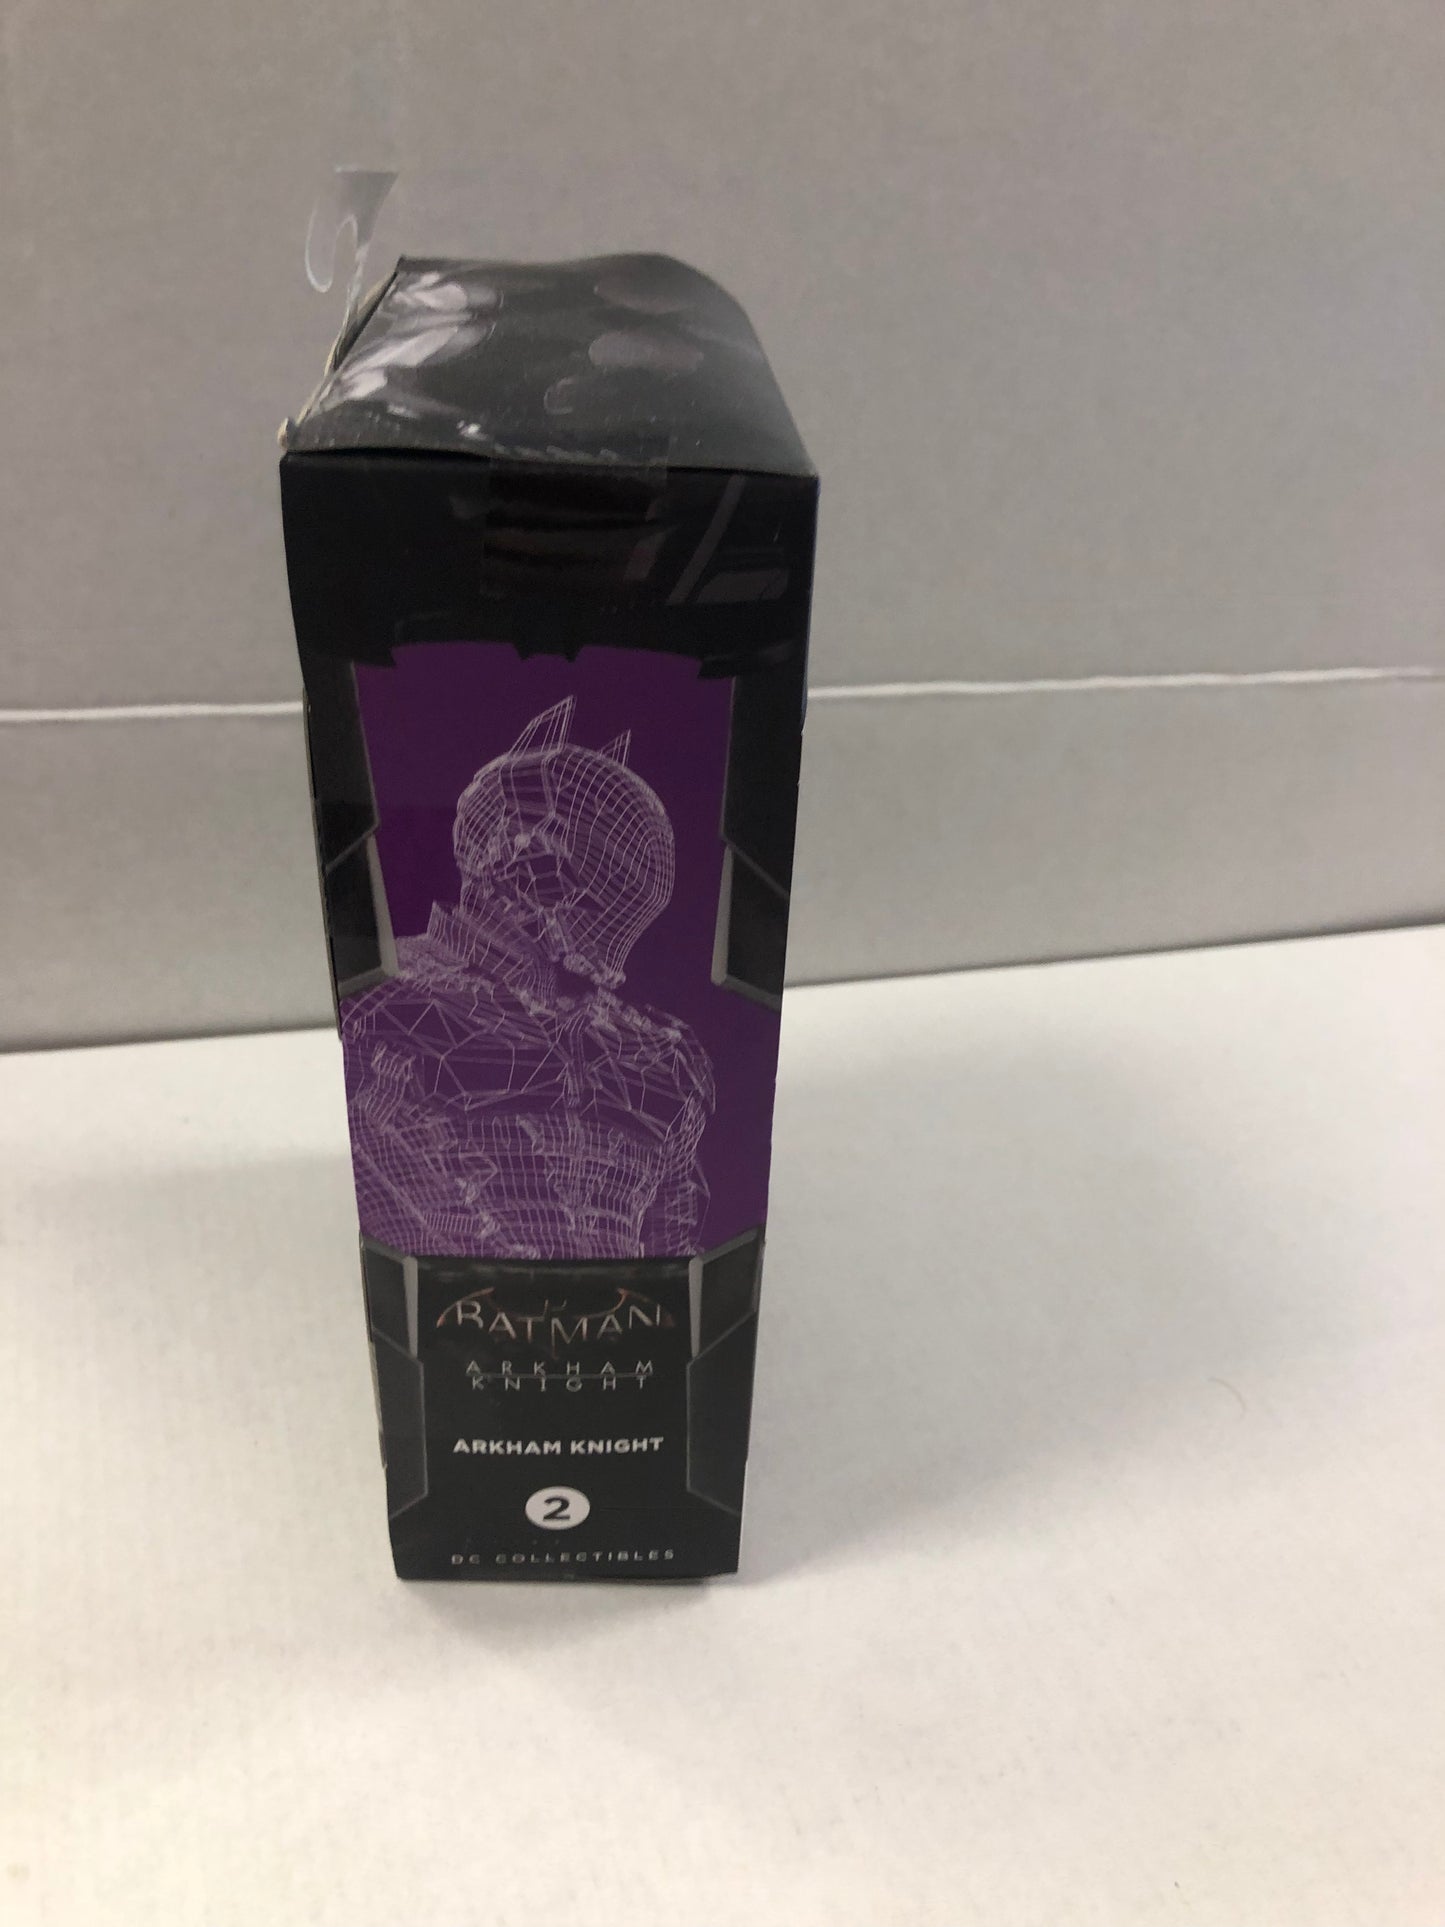 BATMAN
ARKHAM
KNIGHT
ARKHAM KNIGHT
2
DC COLLECTIBLES